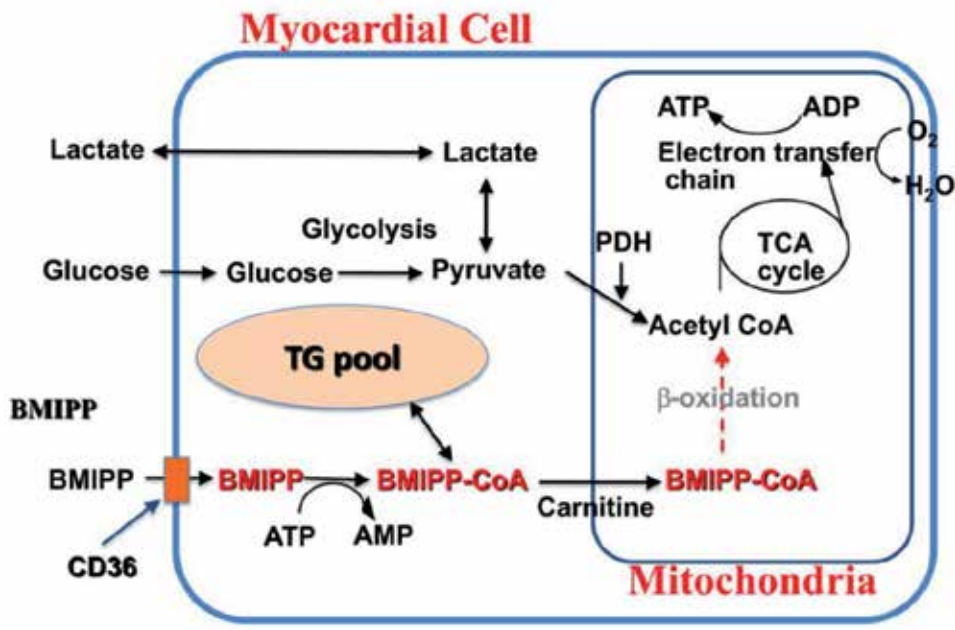 Myocardial Cell
ATP ADP
O₂
Lactate Lactate
Electron transfer
chain
H₂O
Glycolysis
PDH
TCA
cycle
Glucose Glucose Pyruvate
Acetyl CoA
TG pool
β-oxidation
BMIPP
BMIPP BMIPP BMIPP-CoA BMIPP-CoA
Carnitine
ATP AMP
CD36
Mitochondria